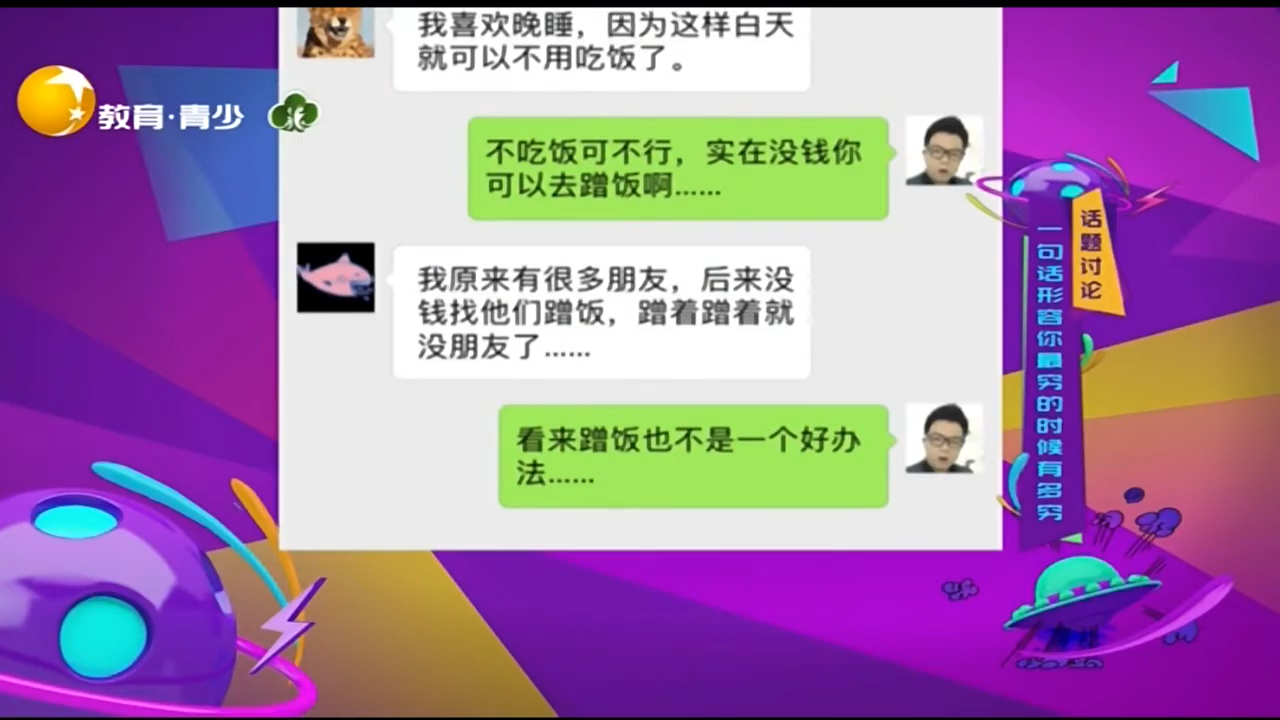 我喜欢晚睡，因为这样白天
就可以不用吃饭了。
教育·青少
派
不吃饭可不行，实在没钱你
可以去蹭饭啊……
我原来有很多朋友，后来没
钱找他们蹭饭，蹭着蹭着就
没朋友了……
看来蹭饭也不是一个好办
法……
话题讨论
一句话形容你最穷的时候有多穷